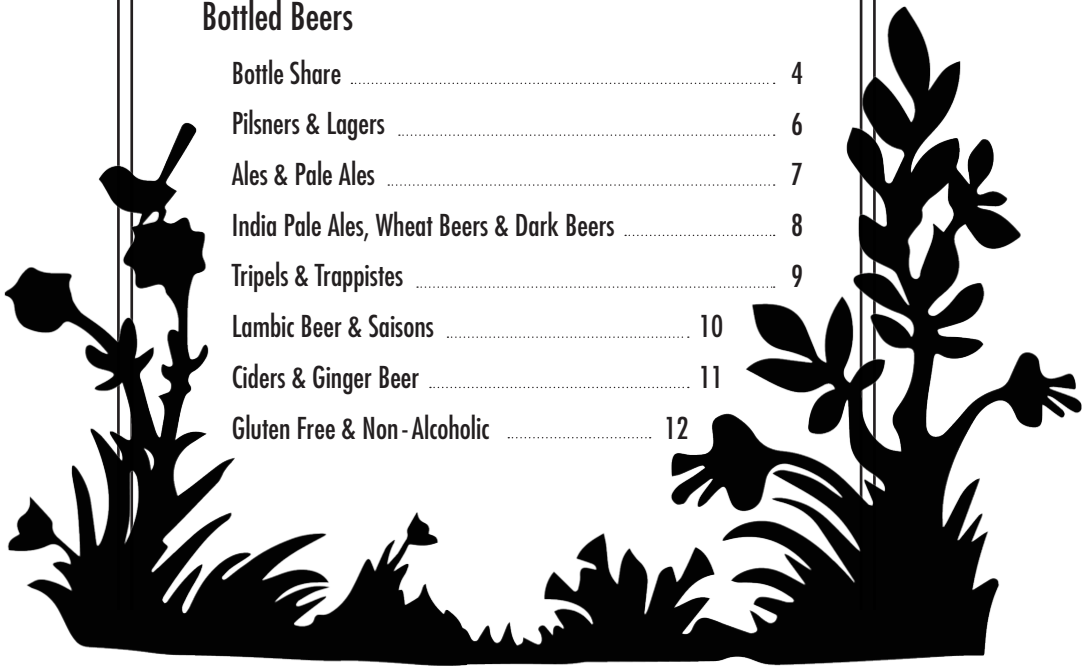 Bottled Beers
Bottle Share 4
Pilsners & Lagers 6
Ales & Pale Ales 7
India Pale Ales, Wheat Beers & Dark Beers 8
Tripels & Trappistes 9
Lambic Beer & Saisons 10
Ciders & Ginger Beer 11
Gluten Free & Non-Alcoholic 12